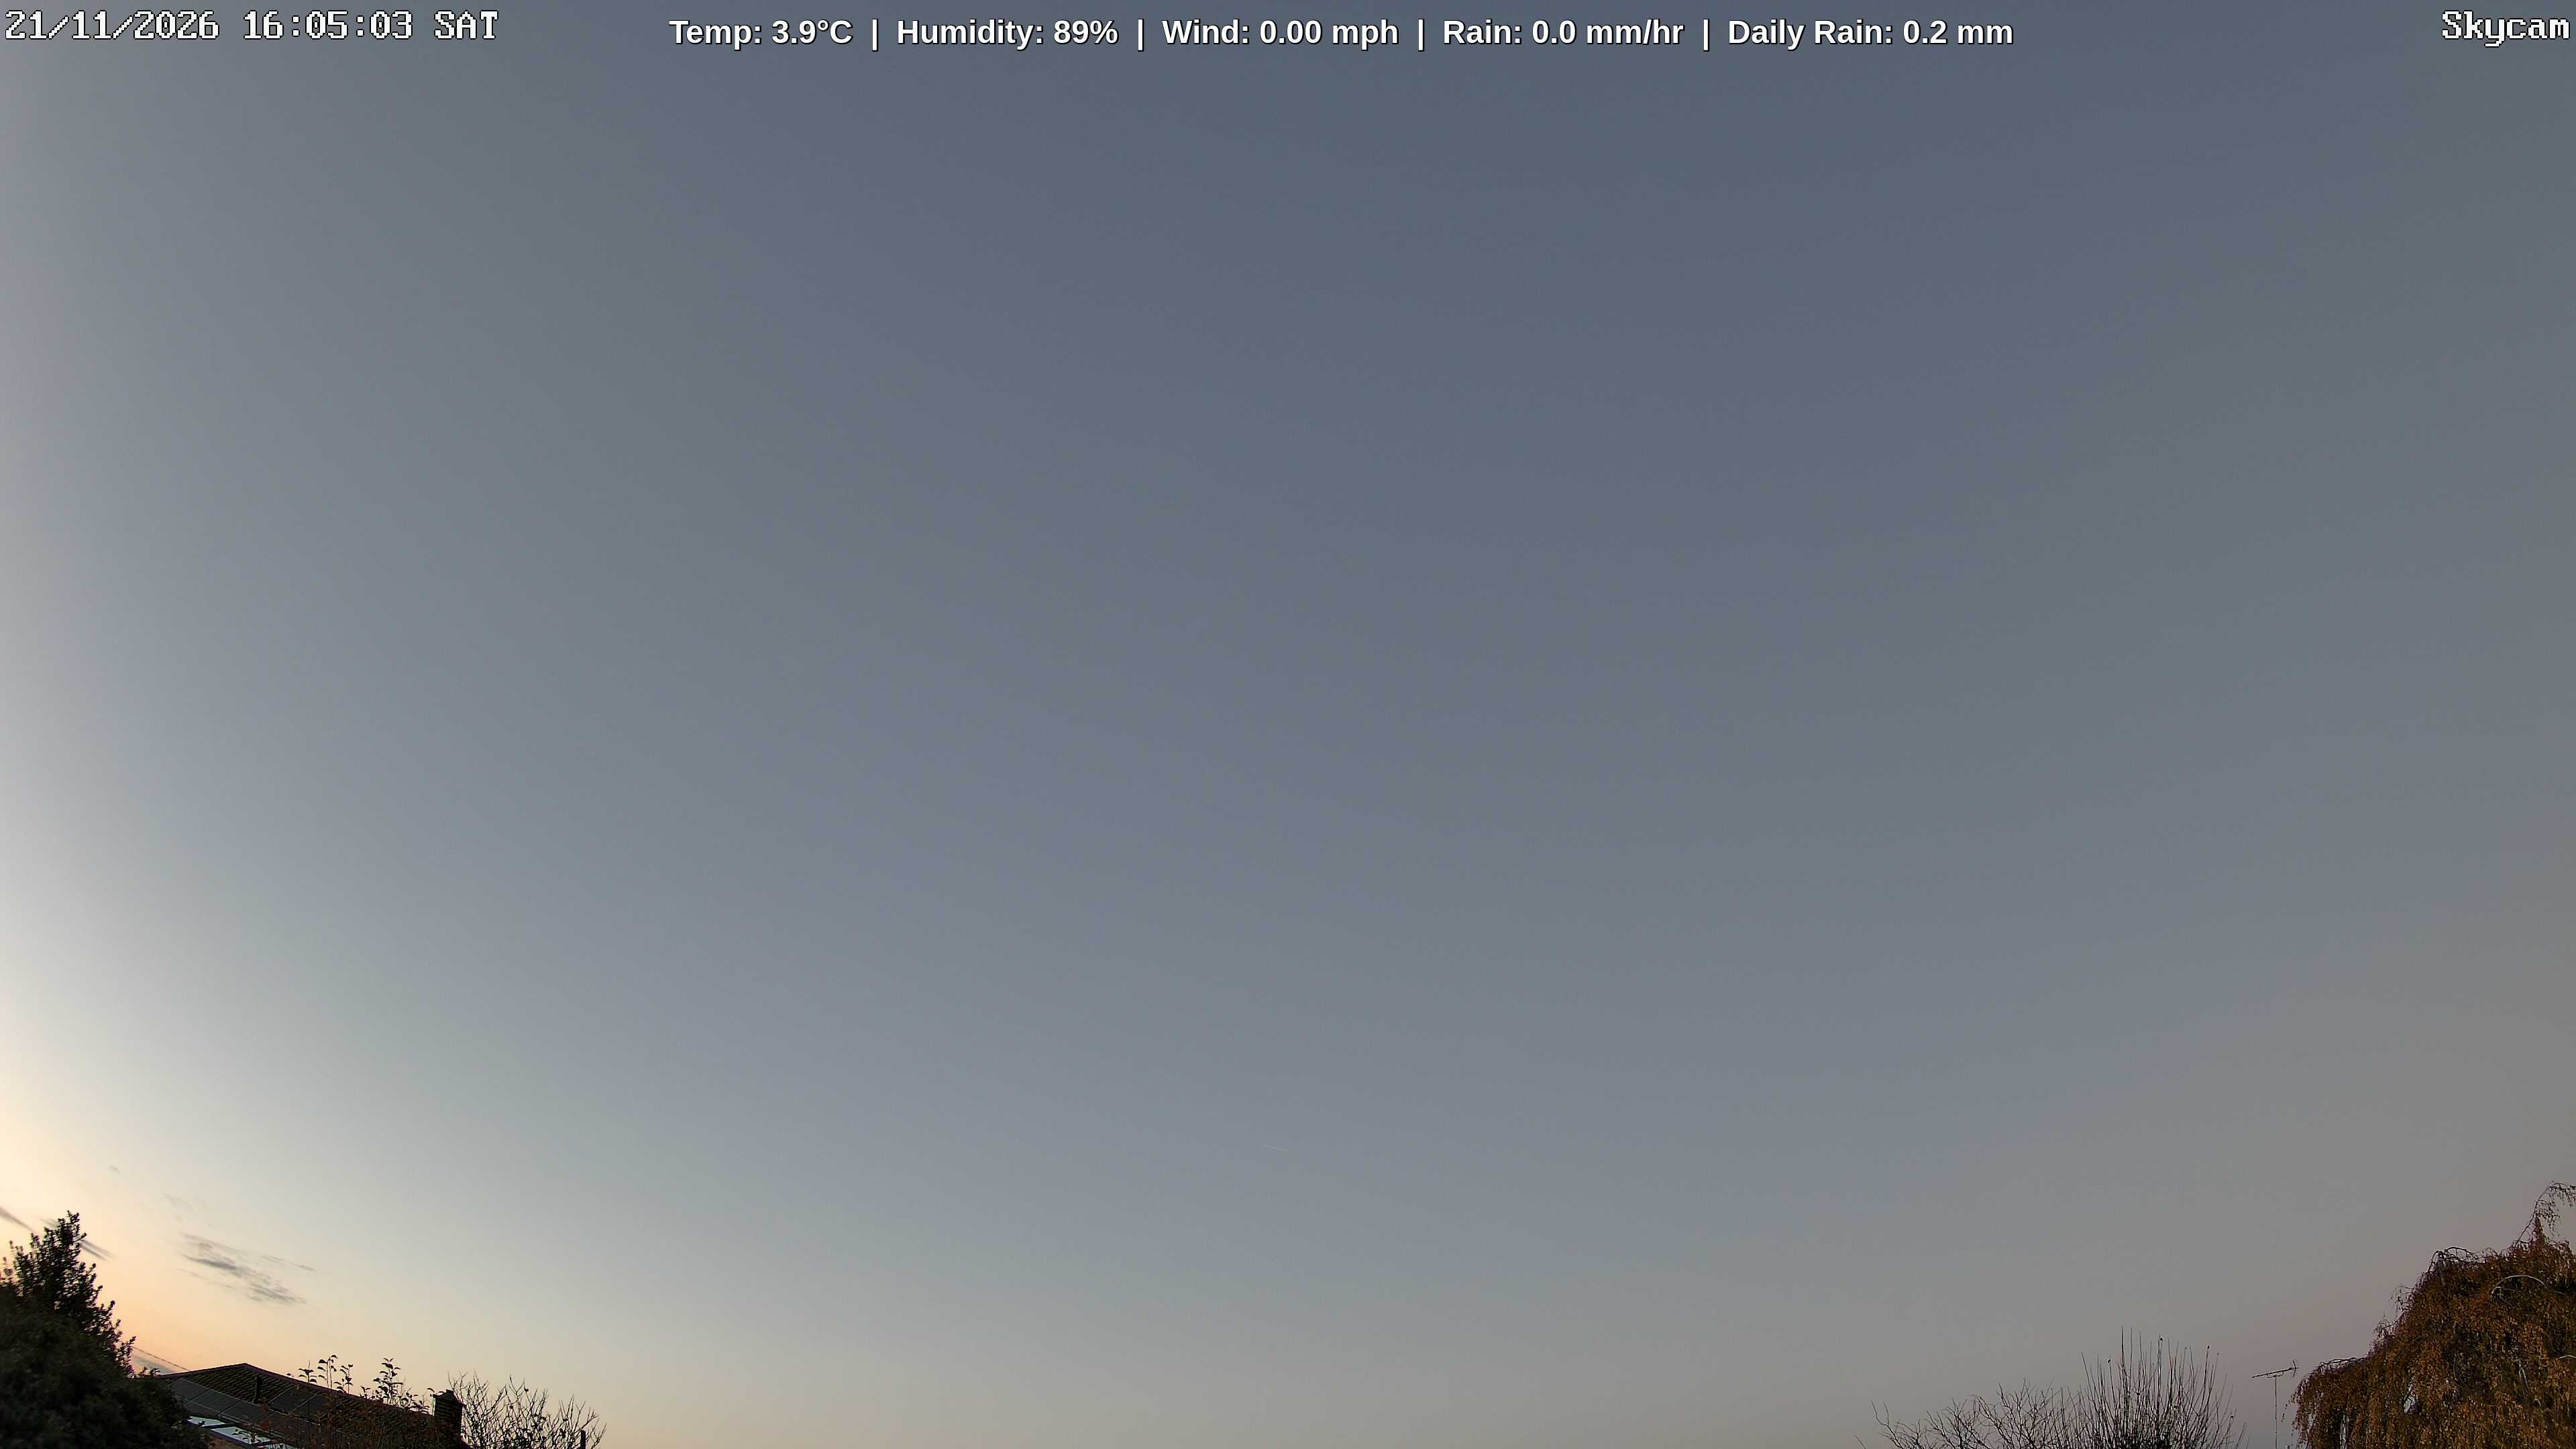 21/11/2026 16:05:03 SAT
Temp: 3.9°C | Humidity: 89% | Wind: 0.00 mph | Rain: 0.0 mm/hr | Daily Rain: 0.2 mm
Skycam